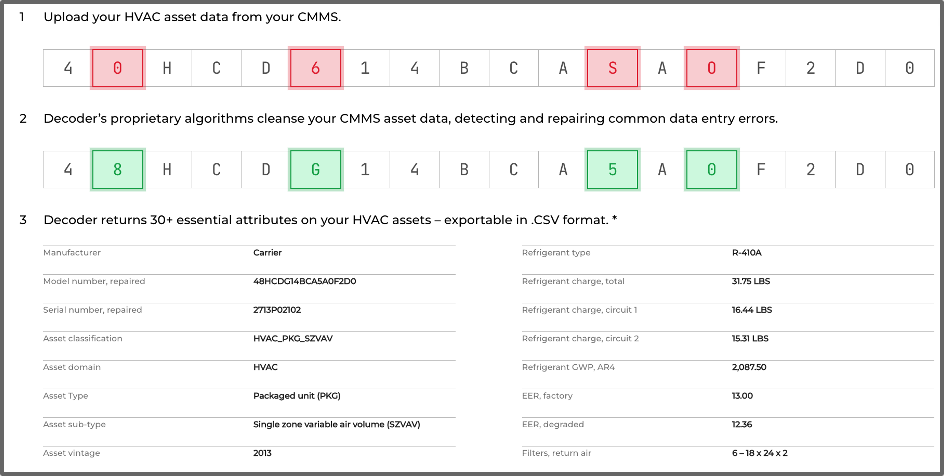 1 Upload your HVAC asset data from your CMMS.
4 0 H C D 6 1 4 B C A S A O F 2 D 0
2 Decoder’s proprietary algorithms cleanse your CMMS asset data, detecting and repairing common data entry errors.
4 8 H C D G 1 4 B C A 5 A 0 F 2 D 0
3 Decoder returns 30+ essential attributes on your HVAC assets – exportable in .CSV format. *
Manufacturer Carrier
Model number, repaired 48HCDG14BCA5A0F2D0
Serial number, repaired 2713P02102
Asset classification HVAC_PKG_SZVAV
Asset domain HVAC
Asset Type Packaged unit (PKG)
Asset sub-type Single zone variable air volume (SZVAV)
Asset vintage 2013
Refrigerant type R-410A
Refrigerant charge, total 31.75 LBS
Refrigerant charge, circuit 1 16.44 LBS
Refrigerant charge, circuit 2 15.31 LBS
Refrigerant GWP, AR4 2,087.50
EER, factory 13.00
EER, degraded 12.36
Filters, return air 6 – 18 x 24 x 2